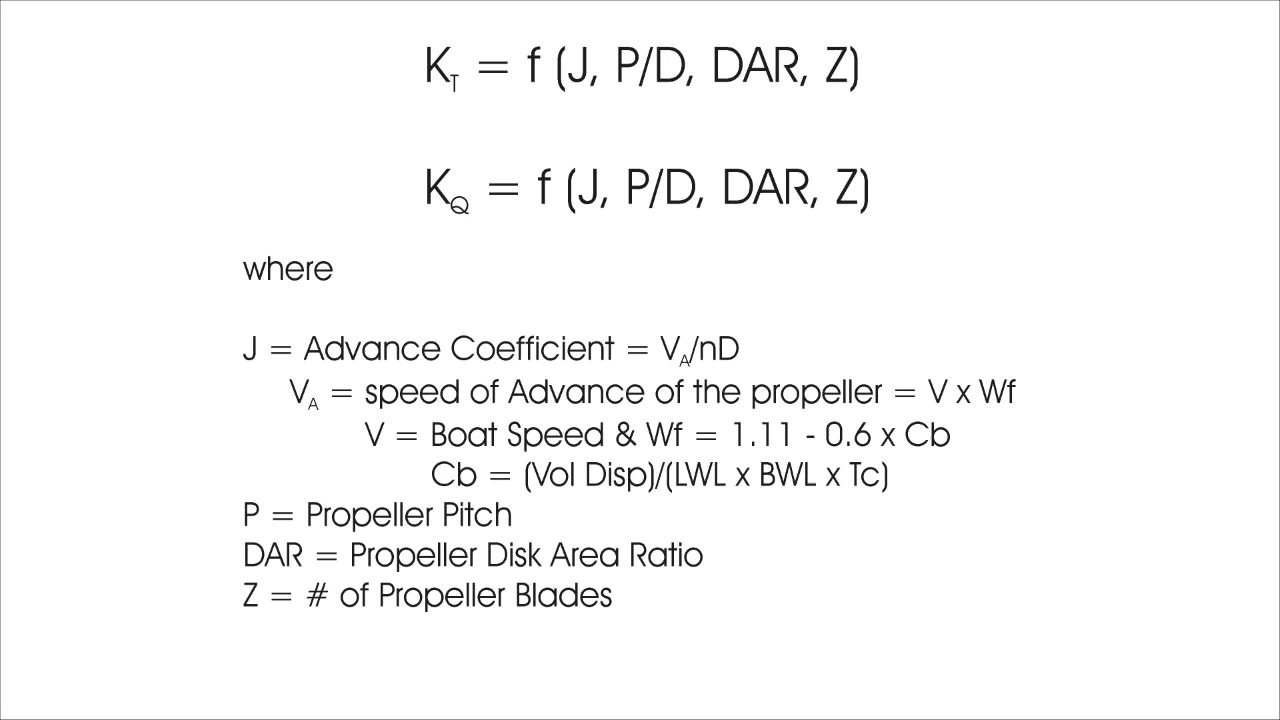 K_T = f (J, P/D, DAR, Z)
K_Q = f (J, P/D, DAR, Z)
where
J = Advance Coefficient = V_A/nD
V_A = speed of Advance of the propeller = V x Wf
V = Boat Speed & Wf = 1.11 - 0.6 x Cb
Cb = (Vol Disp)/(LWL x BWL x Tc)
P = Propeller Pitch
DAR = Propeller Disk Area Ratio
Z = # of Propeller Blades